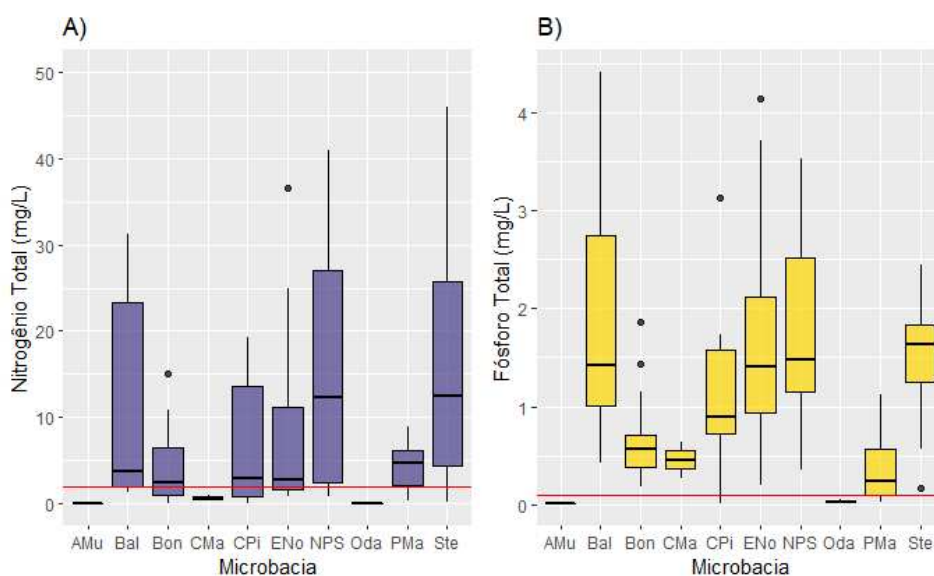 A)
Nitrogênio Total (mg/L)
50
40
30
20
10
0
AMu Bal Bon CMa CPi ENo NPS Oda PMa Ste
Microbacia
B)
Fósforo Total (mg/L)
4
3
2
1
0
AMu Bal Bon CMa CPi ENo NPS Oda PMa Ste
Microbacia